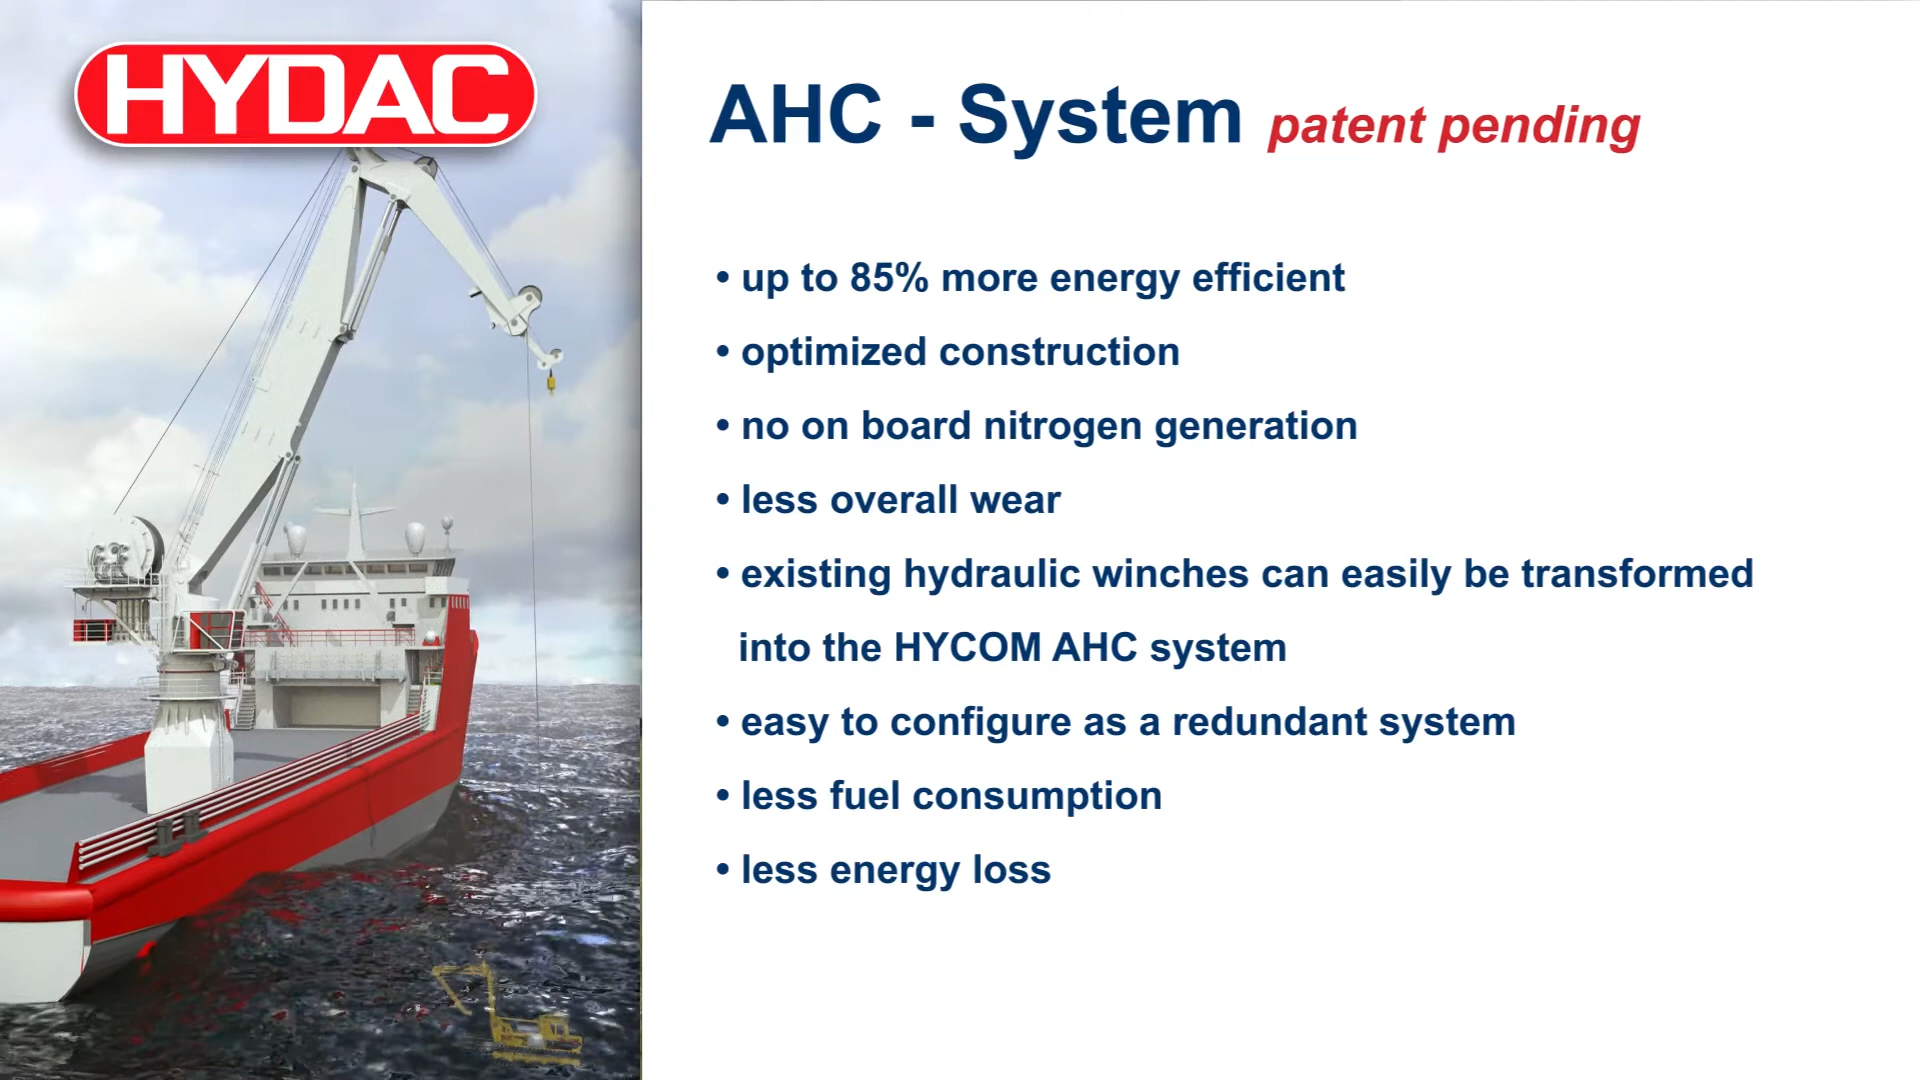 HYDAC
AHC - System patent pending
• up to 85% more energy efficient
• optimized construction
• no on board nitrogen generation
• less overall wear
• existing hydraulic winches can easily be transformed
into the HYCOM AHC system
• easy to configure as a redundant system
• less fuel consumption
• less energy loss